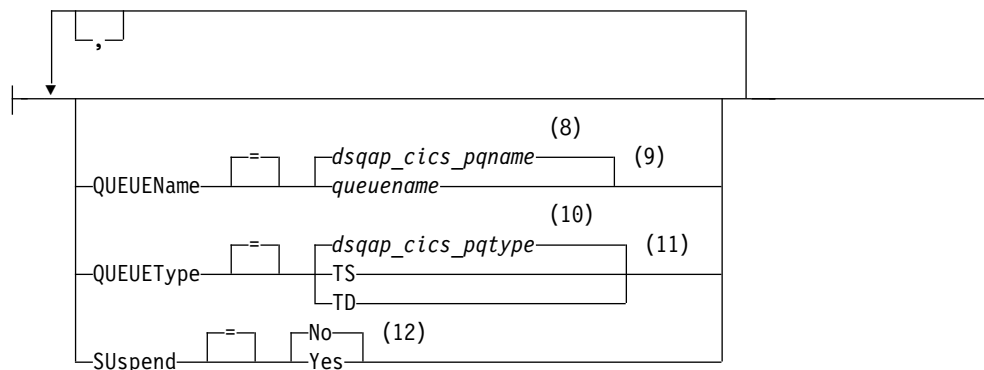 ,
(8)
= dsqap_cics_pqname (9)
QUEUEName queuename
(10)
= dsqap_cics_pqtype (11)
QUEUEType TS
TD
= No (12)
SUspend Yes